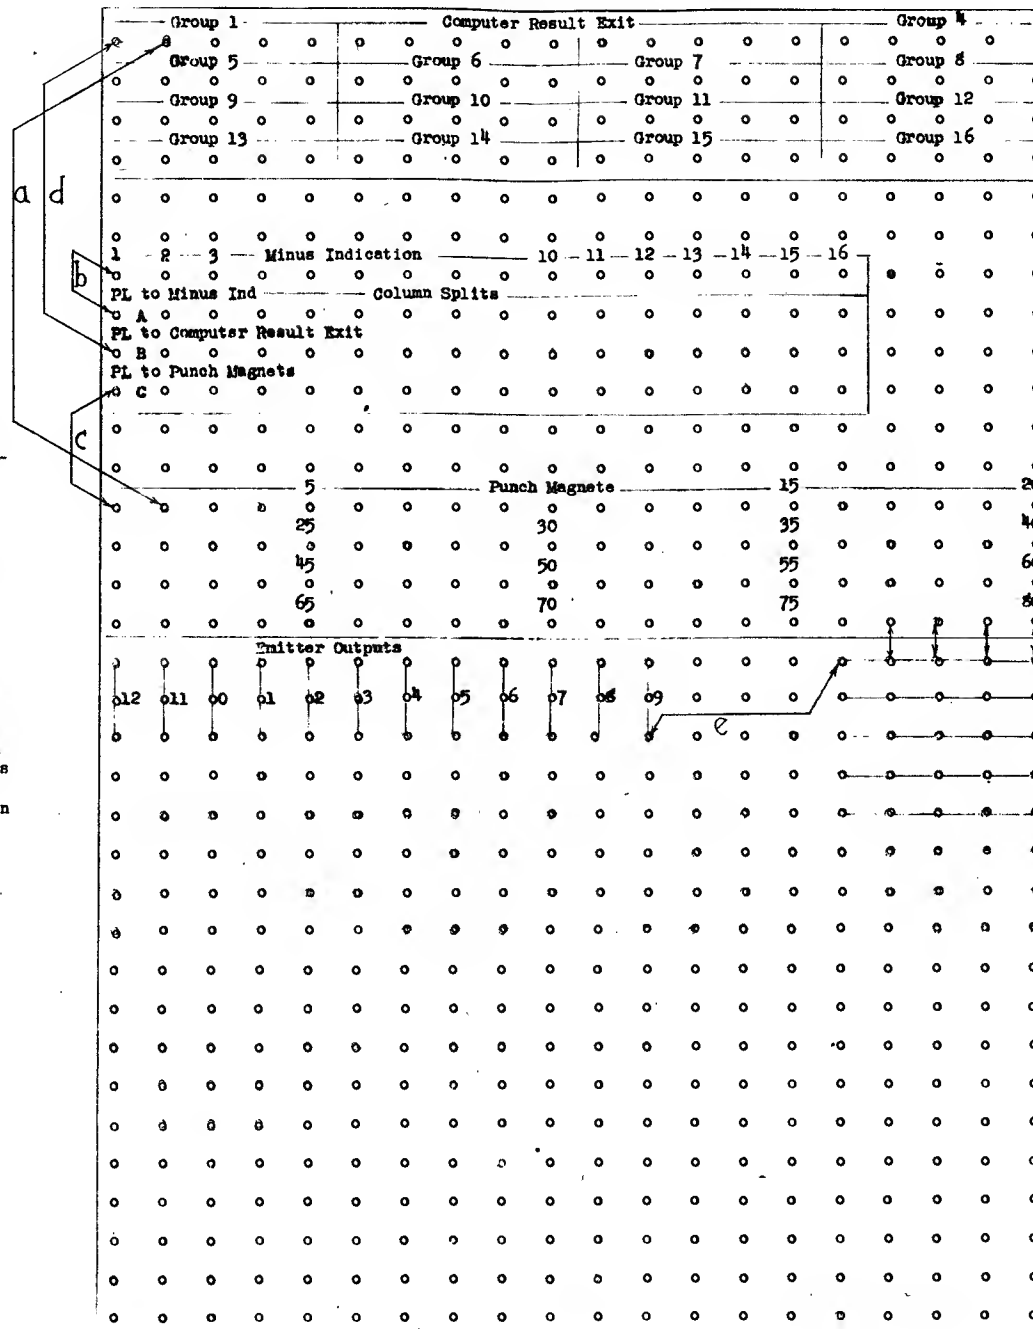 Group 1 Computer Result Exit Group 4
Group 5 Group 6 Group 7 Group 8
Group 9 Group 10 Group 11 Group 12
Group 13 Group 14 Group 15 Group 16
a d
1 2 3 Minus Indication 10 11 12 13 14 15 16
b
PL to Minus Ind Column Splits
A
PL to Computer Result Exit
B
PL to Punch Magnets
C
c
5 Punch Magnets 15 20
25 30 35
45 50 55
65 70 75
Emitter Outputs
12 11 0 1 2 3 4 5 6 7 8 9
e
s
n